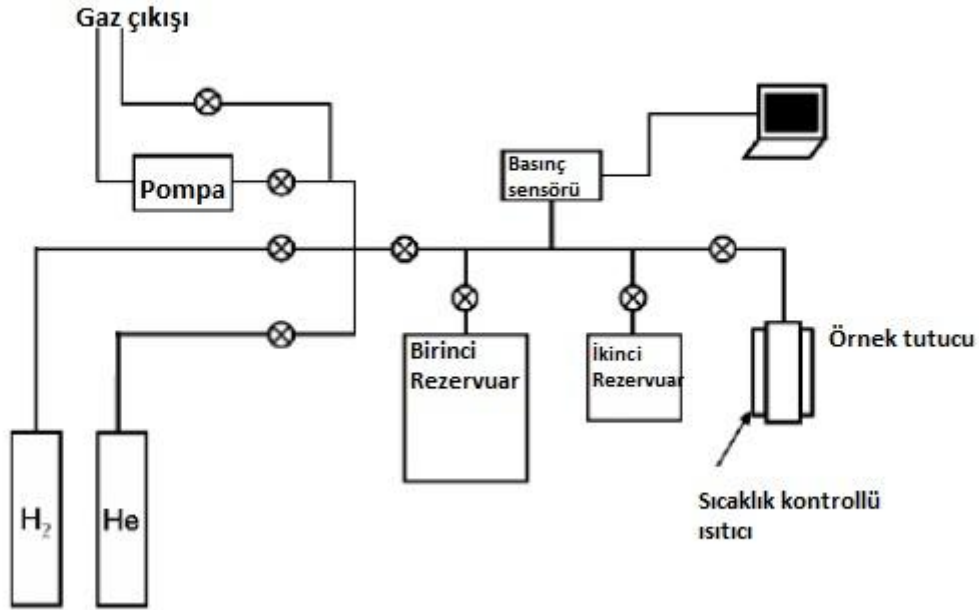 Gaz çıkışı
Pompa
Basınç
sensörü
Birinci
Rezervuar
İkinci
Rezervuar
Örnek tutucu
Sıcaklık kontrollü
ısıtıcı
H₂
He